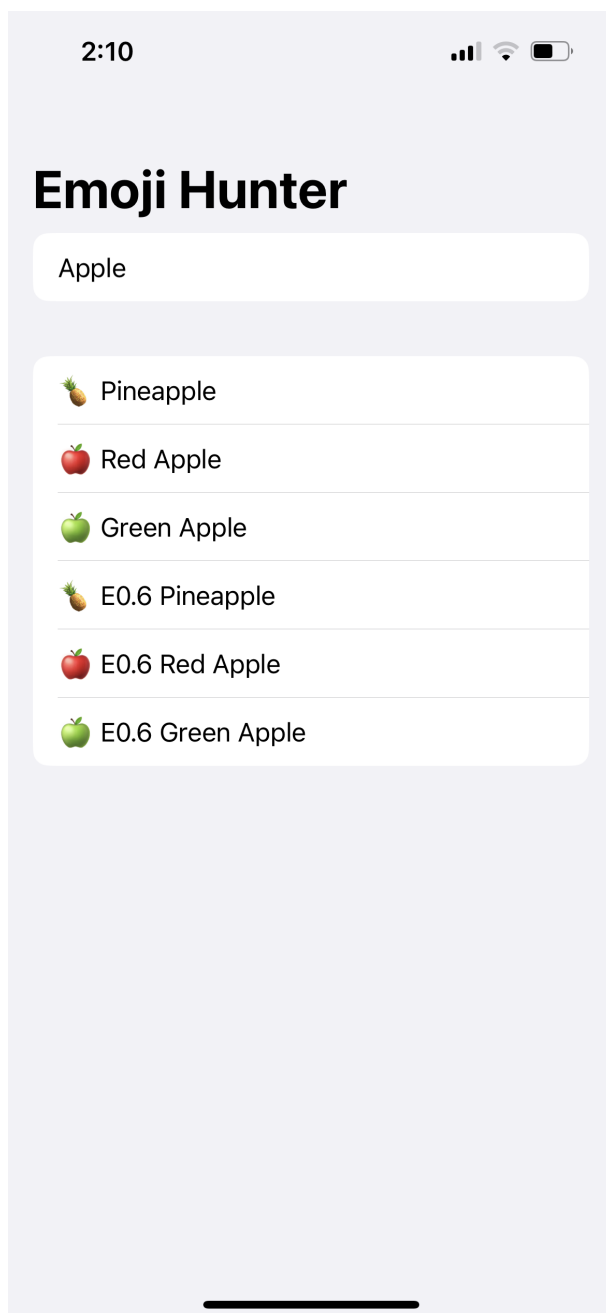 2:10
Emoji Hunter
Apple
🍍 Pineapple
🍎 Red Apple
🍏 Green Apple
🍍 E0.6 Pineapple
🍎 E0.6 Red Apple
🍏 E0.6 Green Apple